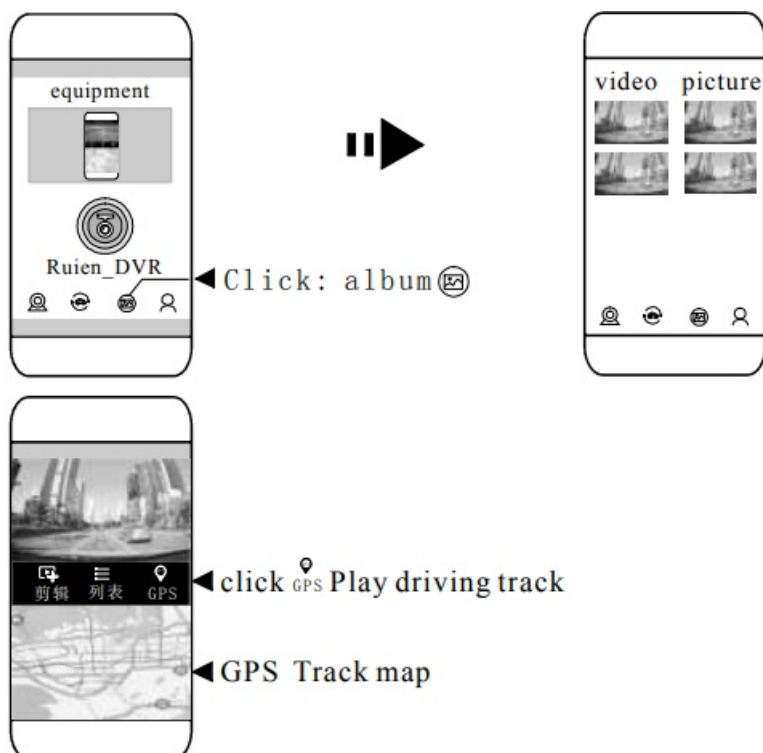 equipment
Ruien_DVR
Click: album
video picture
剪辑 列表 GPS
click GPS Play driving track
GPS Track map